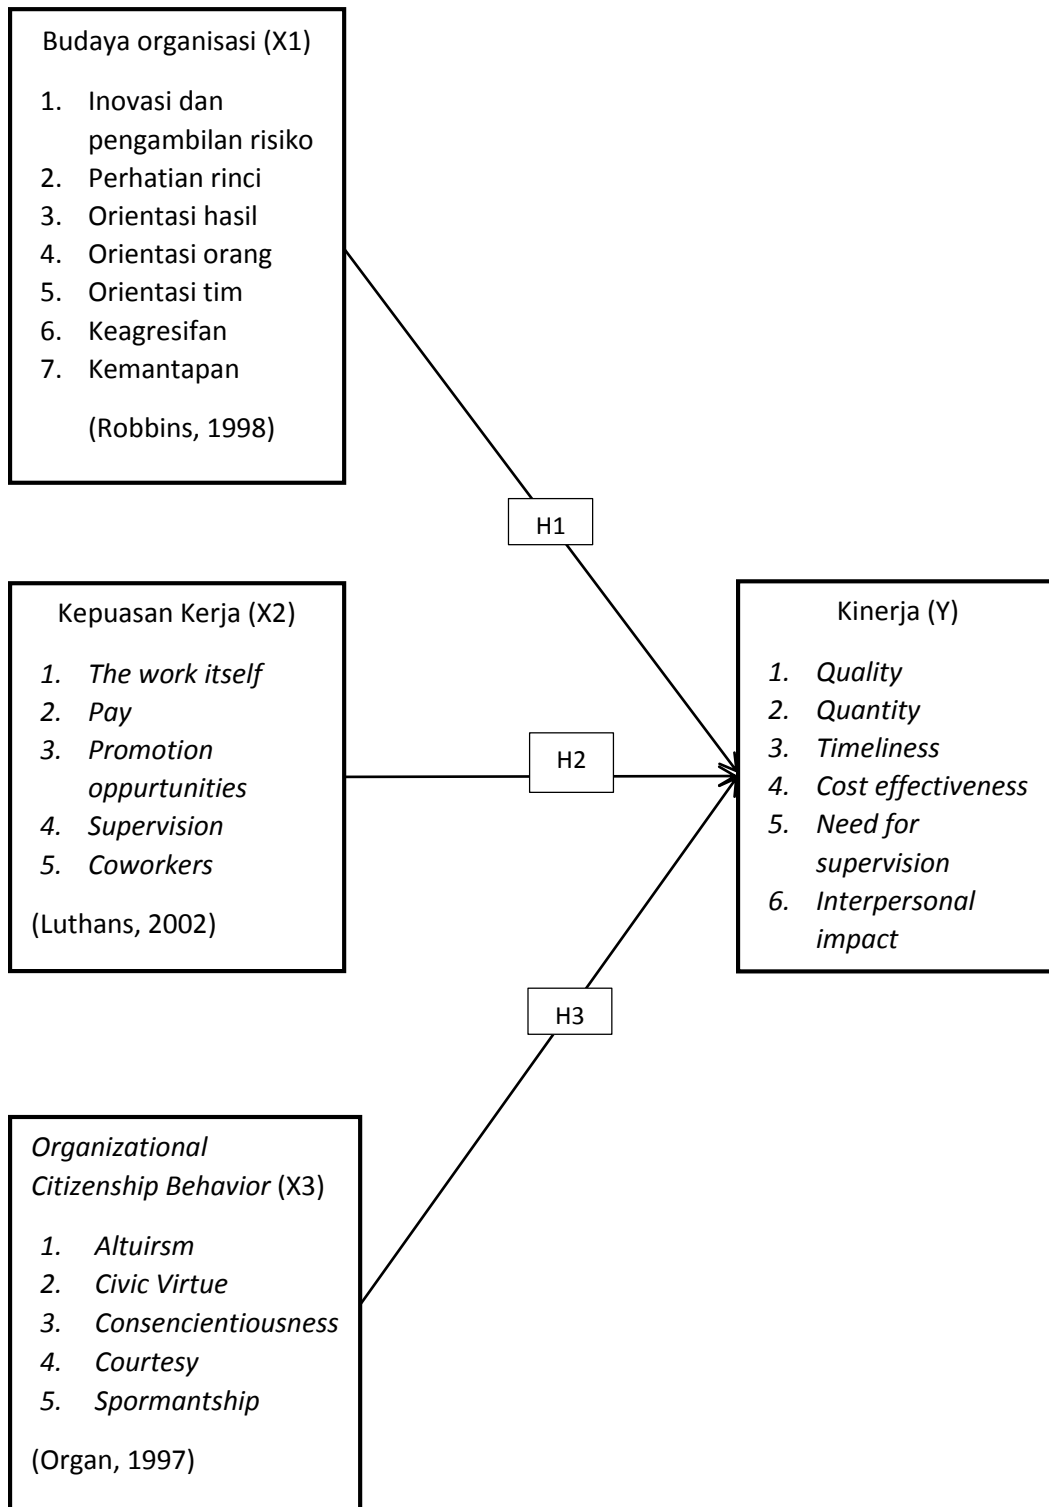 Budaya organisasi (X1)
1. Inovasi dan
pengambilan risiko
2. Perhatian rinci
3. Orientasi hasil
4. Orientasi orang
5. Orientasi tim
6. Keagresifan
7. Kemantapan
(Robbins, 1998)
H1
Kepuasan Kerja (X2)
1. The work itself
2. Pay
3. Promotion
oppurtunities
4. Supervision
5. Coworkers
(Luthans, 2002)
H2
Kinerja (Y)
1. Quality
2. Quantity
3. Timeliness
4. Cost effectiveness
5. Need for
supervision
6. Interpersonal
impact
H3
Organizational
Citizenship Behavior (X3)
1. Altuirsm
2. Civic Virtue
3. Consencientiousness
4. Courtesy
5. Spormantship
(Organ, 1997)